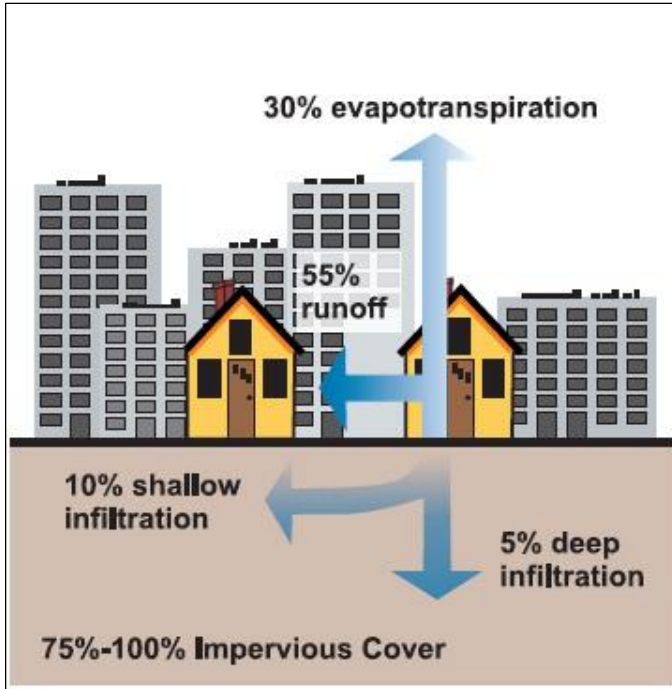 30% evapotranspiration
55%
runoff
10% shallow
infiltration
5% deep
infiltration
75%-100% Impervious Cover